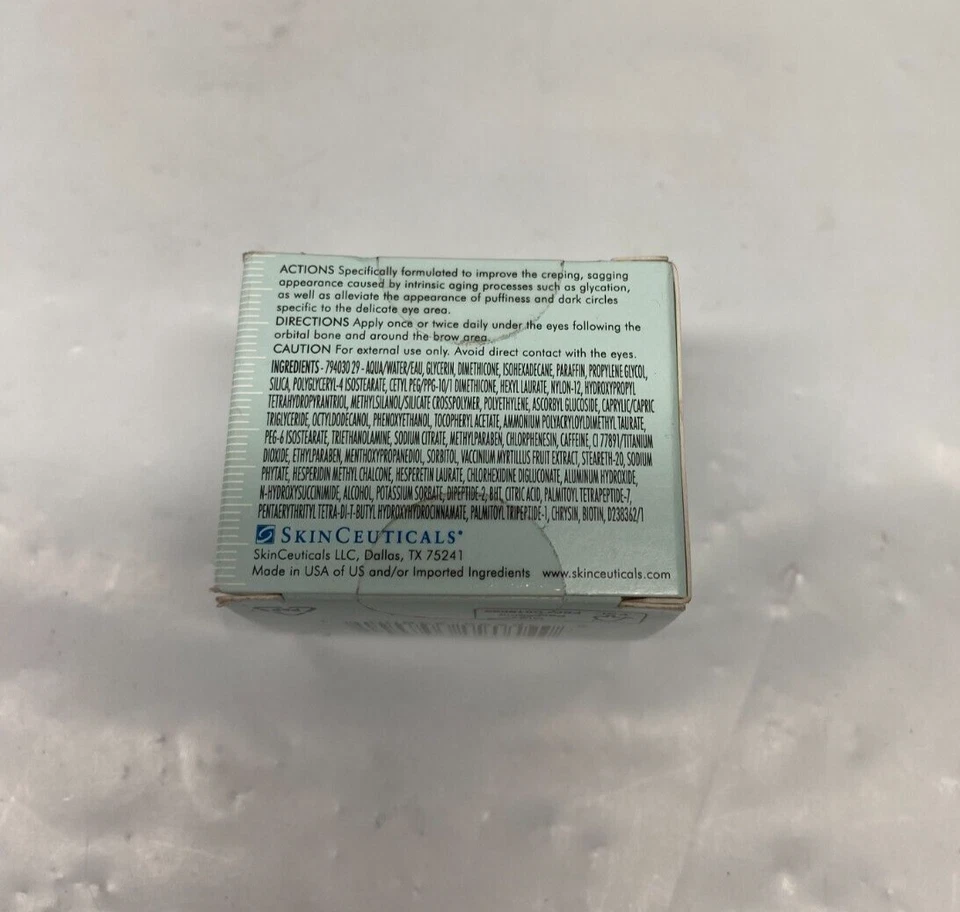 ACTIONS Specifically formulated to improve the creping, sagging
appearance caused by intrinsic aging processes such as glycation,
as well as alleviate the appearance of puffiness and dark circles
specific to the delicate eye area.
DIRECTIONS Apply once or twice daily under the eyes following the
orbital bone and around the brow area.
CAUTION For external use only. Avoid direct contact with the eyes.
INGREDIENTS - 794030 29 - AQUA/WATER/EAU, GLYCERIN, DIMETHICONE, ISOHEXADECANE, PARAFFIN, PROPYLENE GLYCOL,
SILICA, POLYGLYCERYL-4 ISOSTEARATE, CETYL PEG/PPG-10/1 DIMETHICONE, HEXYL LAURATE, NYLON-12, HYDROXYPROPYL
TETRAHYDROPYRANTRIOL, METHYLSILANOL/SILICATE CROSSPOLYMER, POLYETHYLENE, ASCORBYL GLUCOSIDE, CAPRYLIC/CAPRIC
TRIGLYCERIDE, OCTYLDODECANOL, PHENOXYETHANOL, TOCOPHERYL ACETATE, AMMONIUM POLYACRYLOYLDIMETHYL TAURATE,
PEG-6 ISOSTEARATE, TRIETHANOLAMINE, SODIUM CITRATE, METHYLPARABEN, CHLORPHENESIN, CAFFEINE, CI 77891/TITANIUM
DIOXIDE, ETHYLPARABEN, MENTHOXYPROPANEDIOL, SORBITOL, VACCINIUM MYRTILLUS FRUIT EXTRACT, STEARETH-20, SODIUM
PHYTATE, HESPERIDIN METHYL CHALCONE, HESPERETIN LAURATE, CHLORHEXIDINE DIGLUCONATE, ALUMINUM HYDROXIDE,
N-HYDROXYSUCCINIMIDE, ALCOHOL, POTASSIUM SORBATE, DIPEPTIDE-2, BHT, CITRIC ACID, PALMITOYL TETRAPEPTIDE-7,
PENTAERYTHRITYL TETRA-DI-T-BUTYL HYDROXYHYDROCINNAMATE, PALMITOYL TRIPEPTIDE-1, CHRYSIN, BIOTIN, D238362/1
SKINCEUTICALS®
SkinCeuticals LLC, Dallas, TX 75241
Made in USA of US and/or Imported Ingredients www.skinceuticals.com